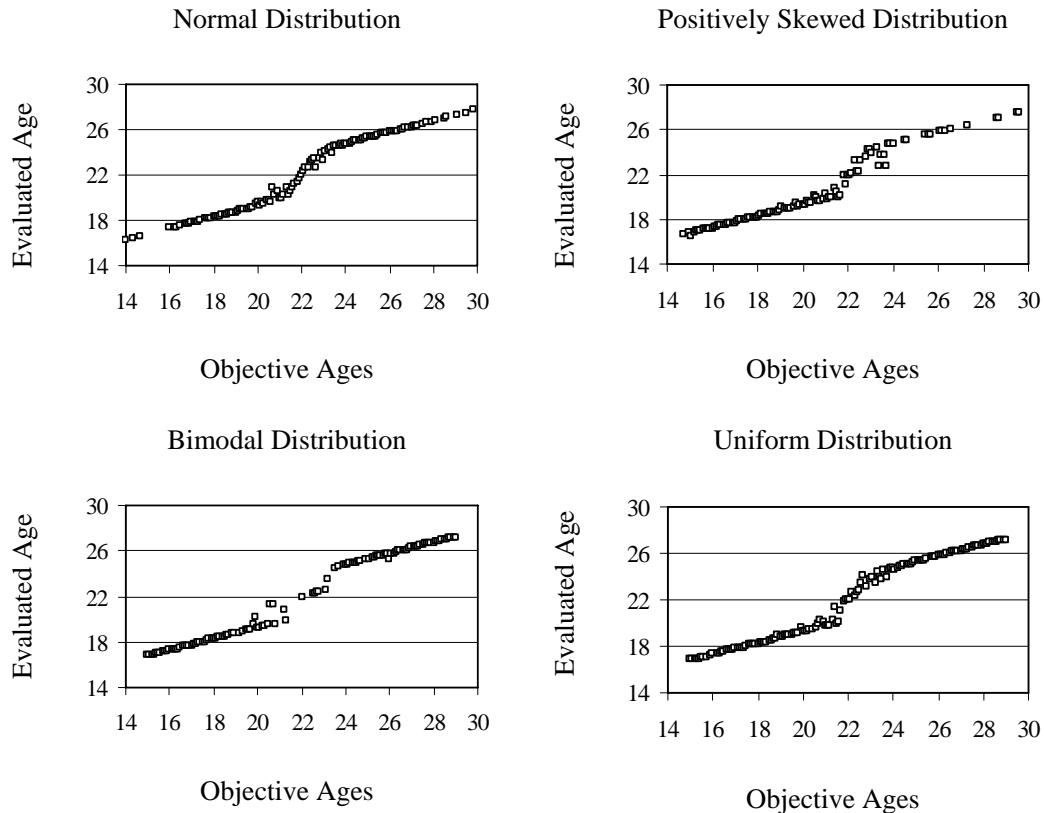 Normal Distribution
Evaluated Age
30
26
22
18
14
14 16 18 20 22 24 26 28 30
Objective Ages
Positively Skewed Distribution
Evaluated Age
30
26
22
18
14
14 16 18 20 22 24 26 28 30
Objective Ages
Bimodal Distribution
Evaluated Age
30
26
22
18
14
14 16 18 20 22 24 26 28 30
Objective Ages
Uniform Distribution
Evaluated Age
30
26
22
18
14
14 16 18 20 22 24 26 28 30
Objective Ages